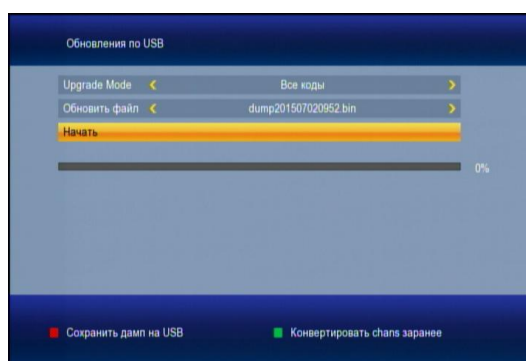 Обновления по USB
Upgrade Mode Все коды
Обновить файл dump201507020952.bin
Начать
0%
Сохранить дамп на USB Конвертировать chans заранее